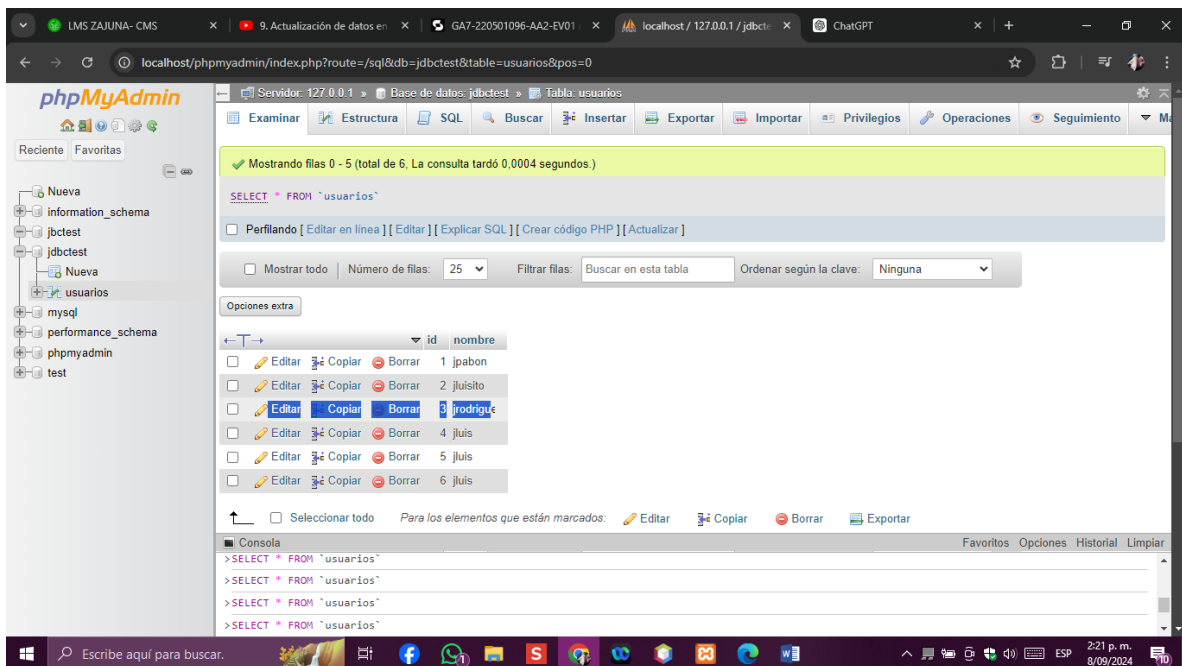 LMS ZAJUNA- CMS
9. Actualización de datos en
GA7-220501096-AA2-EV01
localhost / 127.0.0.1 / jdbcte
ChatGPT
localhost/phpmyadmin/index.php?route=/sql&db=jdbctest&table=usuarios&pos=0
phpMyAdmin
Reciente Favoritas
Nueva
information_schema
jbctest
jdbctest
Nueva
usuarios
mysql
performance_schema
phpmyadmin
test
Servidor: 127.0.0.1 » Base de datos: jdbctest » Tabla: usuarios
Examinar Estructura SQL Buscar Insertar Exportar Importar Privilegios Operaciones Seguimiento Má
Mostrando filas 0 - 5 (total de 6, La consulta tardó 0,0004 segundos.)
SELECT * FROM `usuarios`
Perfilando [ Editar en línea ] [ Editar ] [ Explicar SQL ] [ Crear código PHP ] [ Actualizar ]
Mostrar todo | Número de filas: 25 Filtrar filas: Buscar en esta tabla Ordenar según la clave: Ninguna
Opciones extra
←T→ id nombre
Editar Copiar Borrar 1 jpabon
Editar Copiar Borrar 2 jluisito
Editar Copiar Borrar 3 jrodrigue
Editar Copiar Borrar 4 jluis
Editar Copiar Borrar 5 jluis
Editar Copiar Borrar 6 jluis
Seleccionar todo Para los elementos que están marcados: Editar Copiar Borrar Exportar
Consola Favoritos Opciones Historial Limpiar
>SELECT * FROM `usuarios`
>SELECT * FROM `usuarios`
>SELECT * FROM `usuarios`
>SELECT * FROM `usuarios`
Escribe aquí para buscar. ESP 2:21 p. m.
8/09/2024